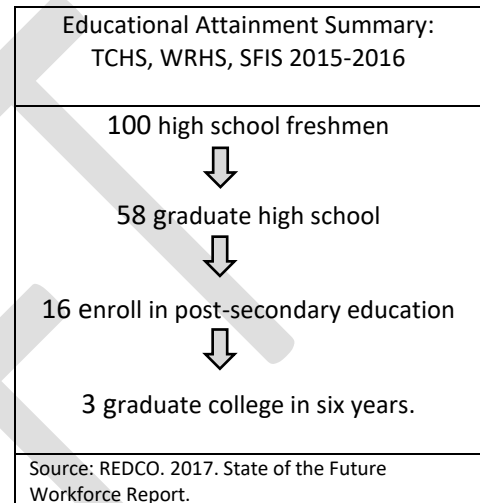 Educational Attainment Summary:
TCHS, WRHS, SFIS 2015-2016
100 high school freshmen
58 graduate high school
16 enroll in post-secondary education
3 graduate college in six years.
Source: REDCO. 2017. State of the Future
Workforce Report.